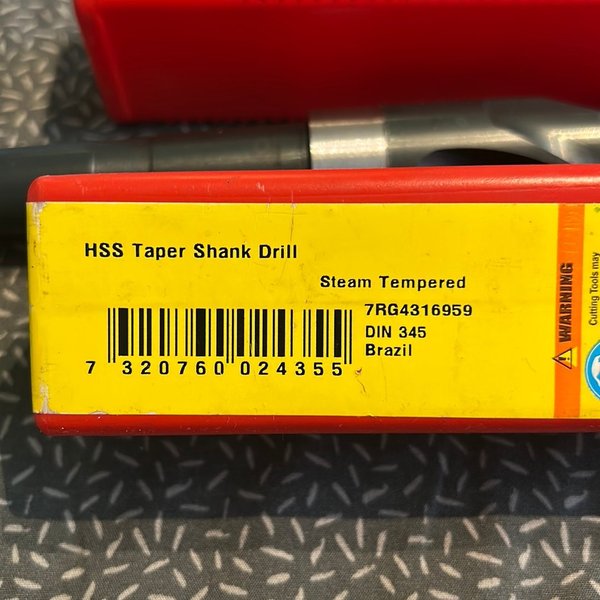 HSS Taper Shank Drill
Steam Tempered
7RG4316959
DIN 345
Brazil
7 320760 024355
WARNING
Cutting Tools may